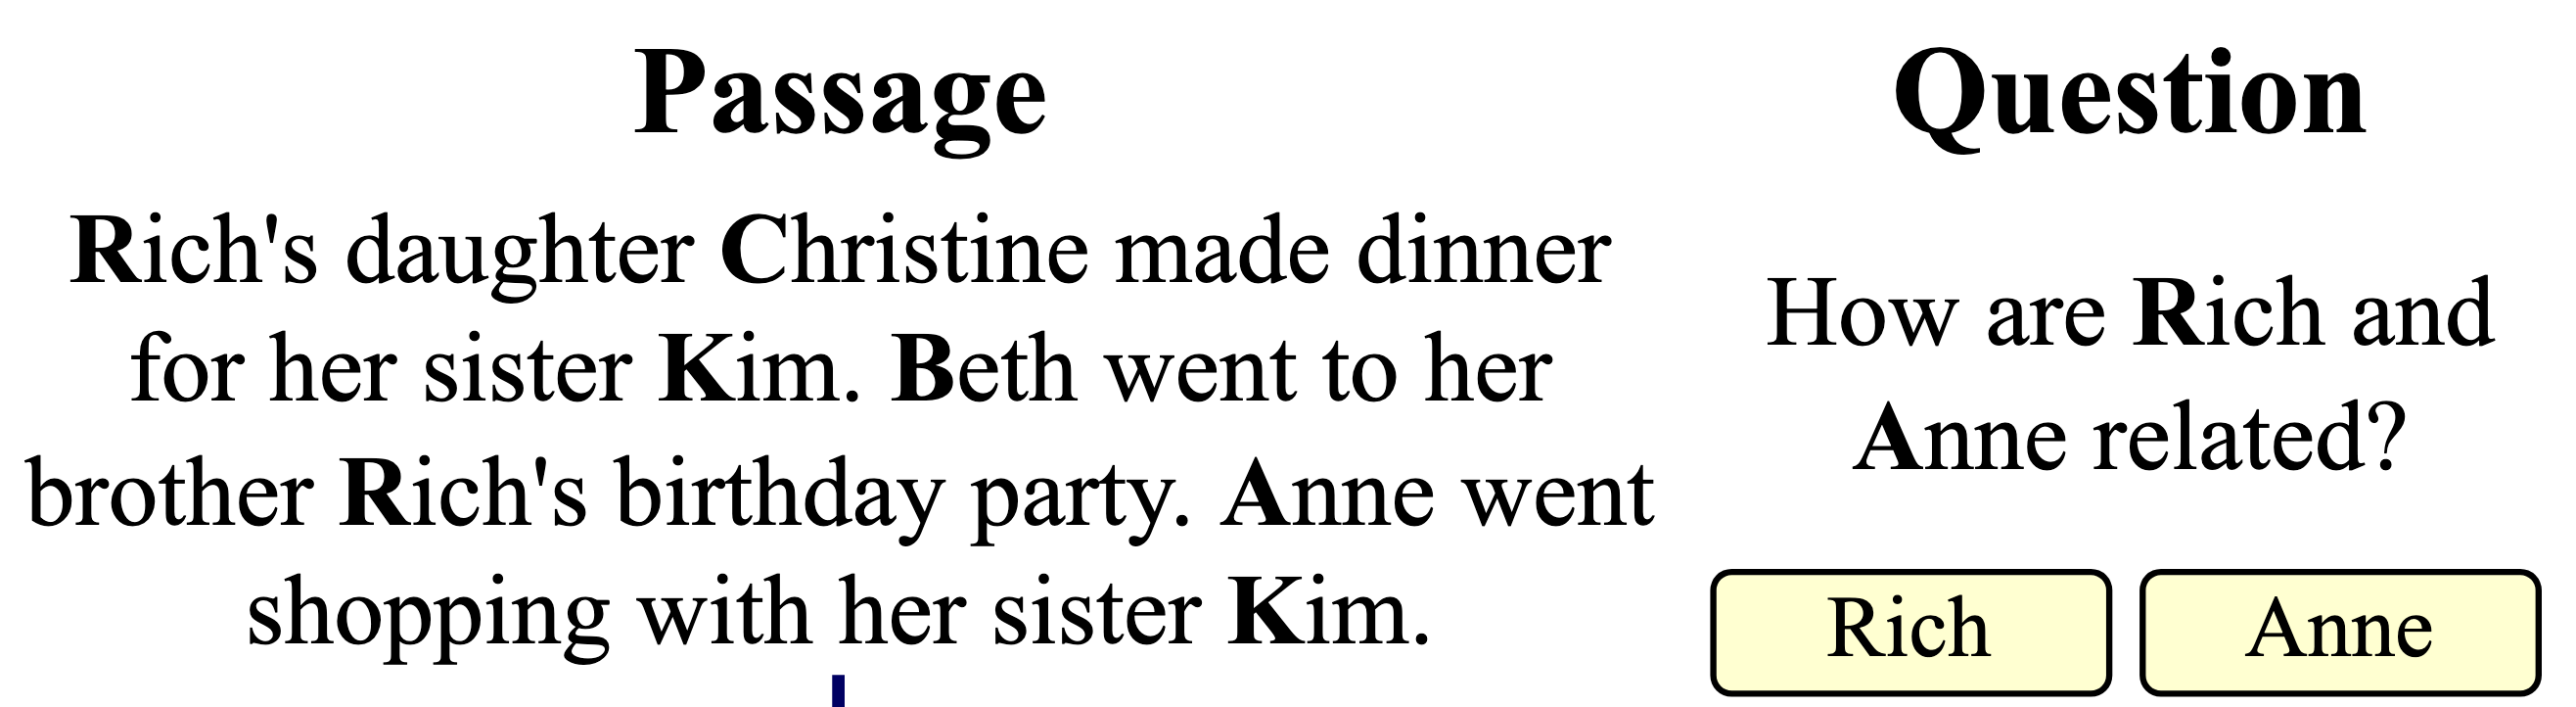 Passage
Rich's daughter Christine made dinner
for her sister Kim. Beth went to her
brother Rich's birthday party. Anne went
shopping with her sister Kim.
Question
How are Rich and
Anne related?
Rich
Anne